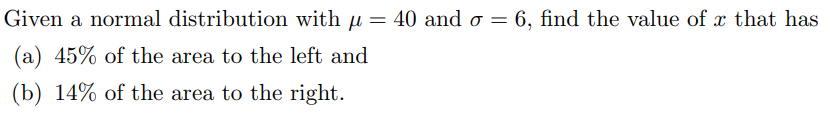 Given a normal distribution with μ = 40 and σ = 6, find the value of x that has
(a) 45% of the area to the left and
(b) 14% of the area to the right.